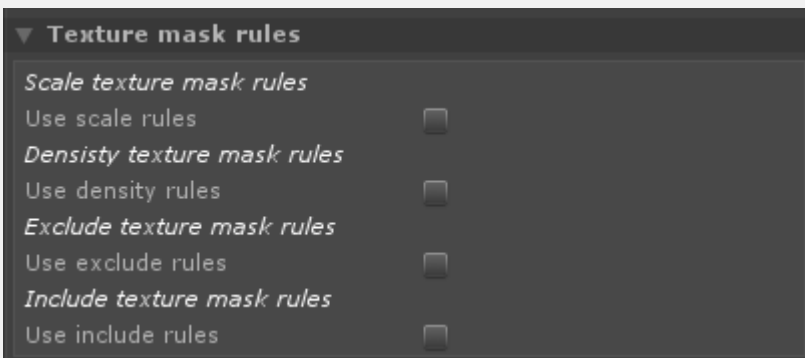 Texture mask rules
Scale texture mask rules
Use scale rules
Densisty texture mask rules
Use density rules
Exclude texture mask rules
Use exclude rules
Include texture mask rules
Use include rules